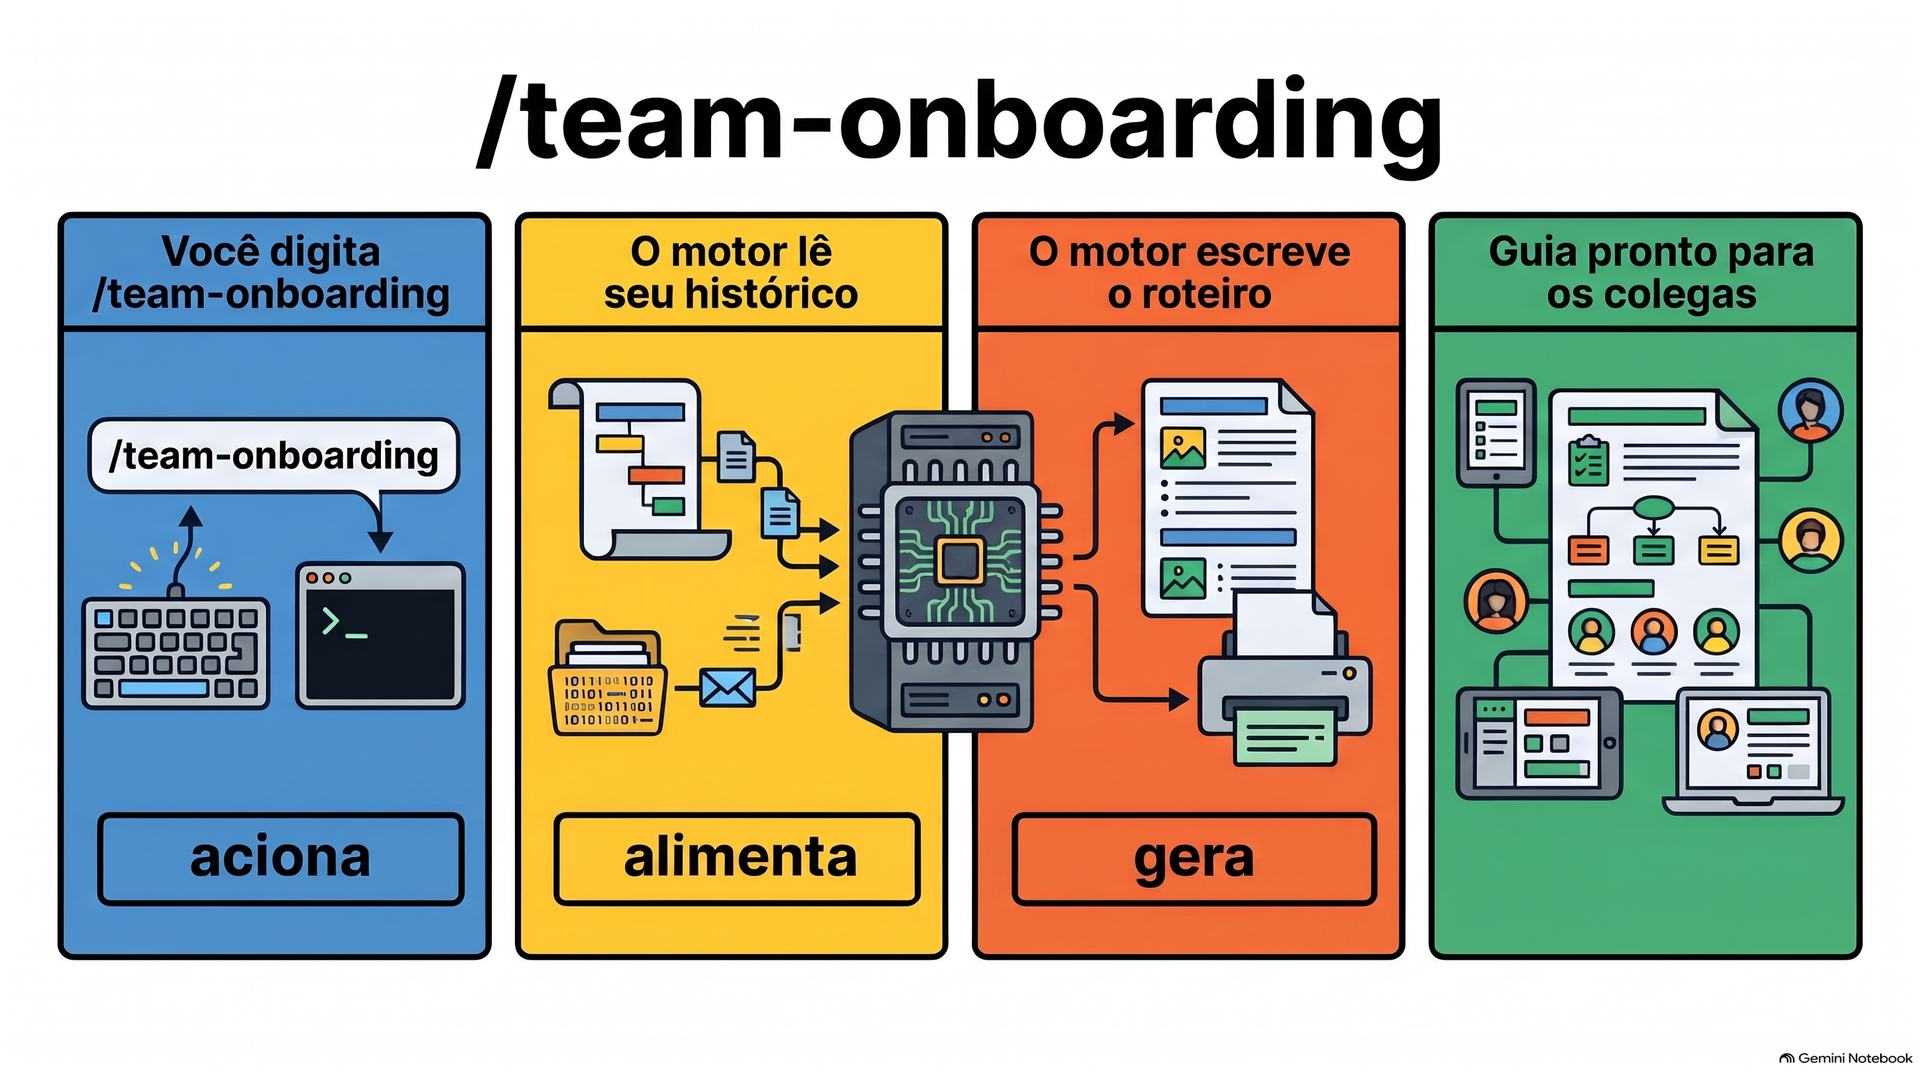 /team-onboarding
Você digita
/team-onboarding
/team-onboarding
>_
aciona
O motor lê
seu histórico
alimenta
O motor escreve
o roteiro
gera
Guia pronto para
os colegas
Gemini Notebook